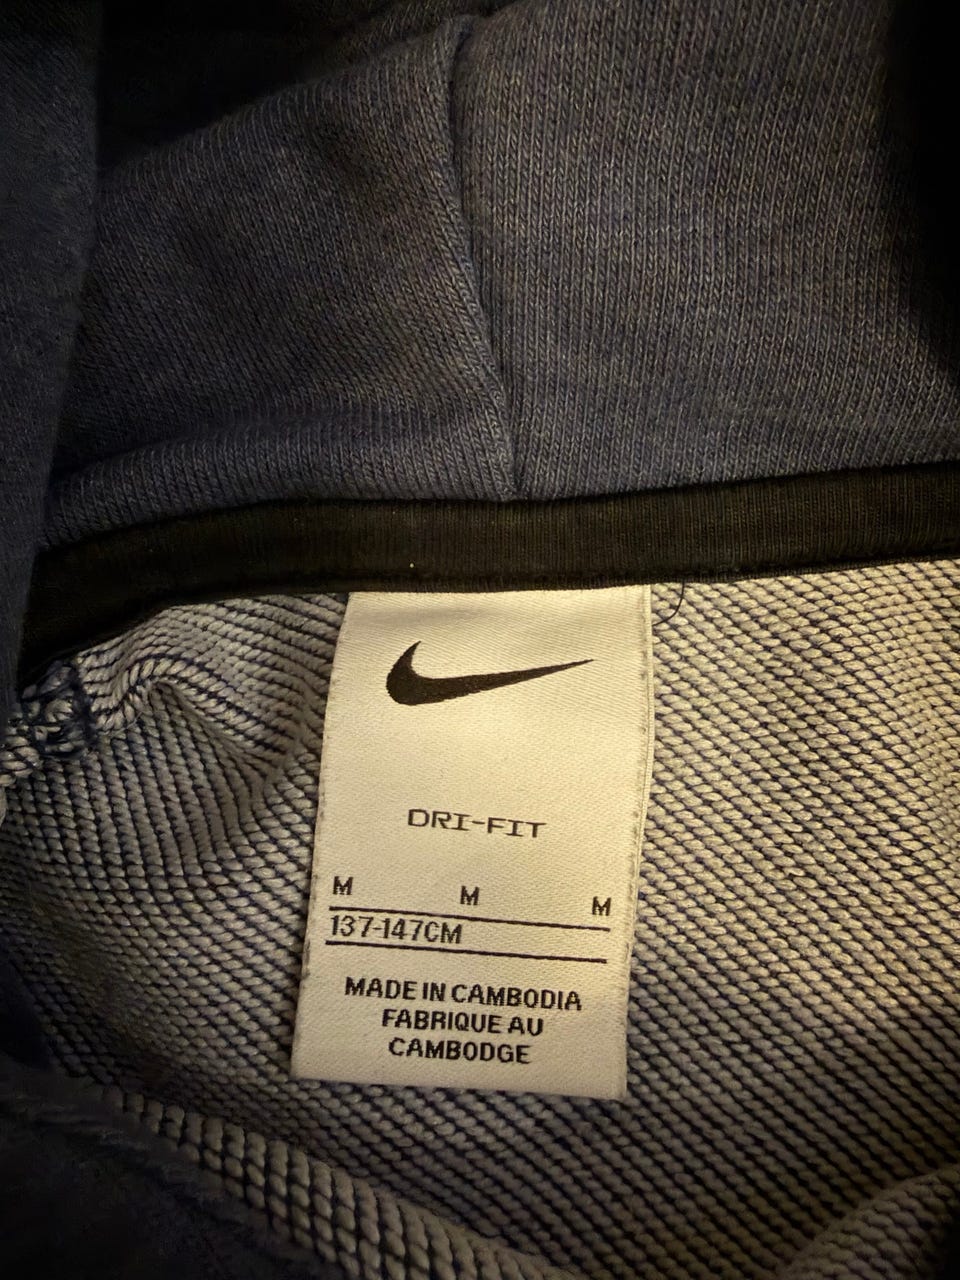 DRI-FIT
M M M
137-147CM
MADE IN CAMBODIA
FABRIQUE AU
CAMBODGE